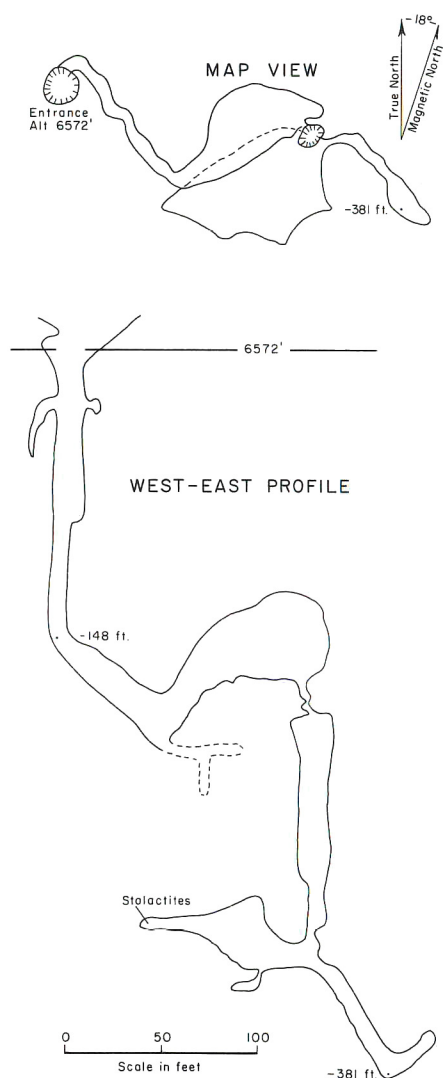 MAP VIEW
-18°
True North
Magnetic North
Entrance
Alt 6572'
-381 ft.
6572'
WEST-EAST PROFILE
-148 ft.
Stalactites
0 50 100
Scale in feet
-381 ft.